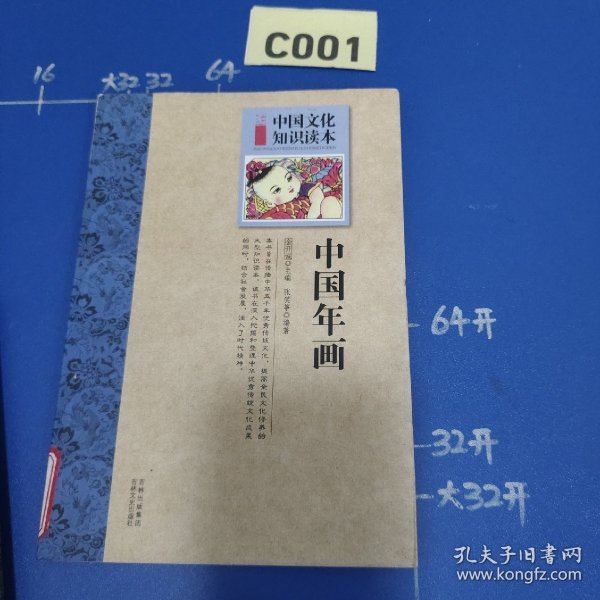 C001
16
大32
32
64
中国文化
知识读本
中国年画
金开诚◎主编 张笑菁◎编著
本书旨在传播中华五千年优秀传统文化,提高全民文化修养的
大型知识读本。该书在深入挖掘和整理中华优秀传统文化成果
的同时,结合社会发展,注入了时代精神。
吉林出版集团
吉林文史出版社
64开
32开
大32开
孔夫子旧书网
www.kongfz.com